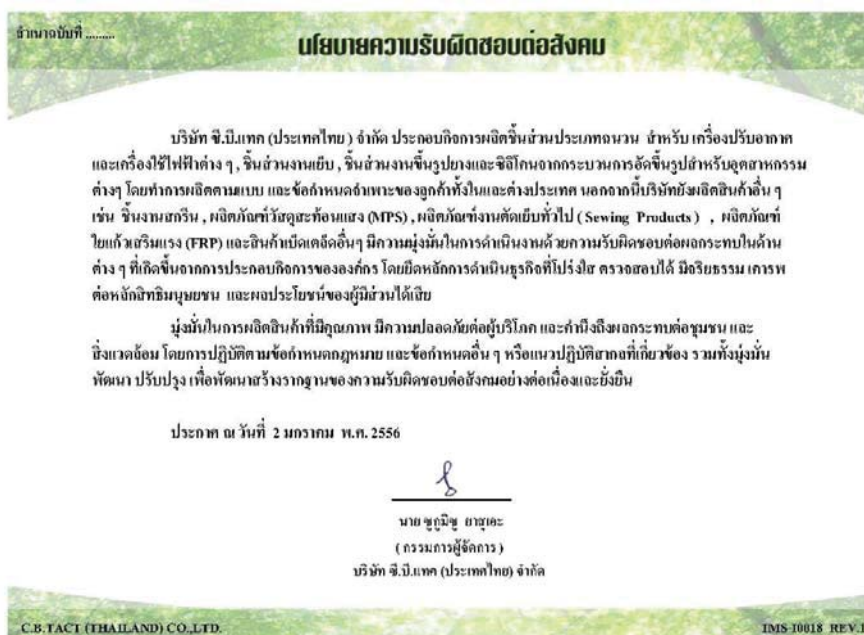 สำเนาฉบับที่ .........
นโยบายความรับผิดชอบต่อสังคม
บริษัท ซี.บี.แทค (ประเทศไทย ) จำกัด ประกอบกิจการผลิตชิ้นส่วนประเภทฉนวน สำหรับ เครื่องปรับอากาศ
และเครื่องใช้ไฟฟ้าต่าง ๆ , ชิ้นส่วนงานเย็บ , ชิ้นส่วนงานขึ้นรูปยางและซิลิโคนจากกระบวนการอัดขึ้นรูปสำหรับอุตสาหกรรม
ต่างๆ โดยทำการผลิตตามแบบ และข้อกำหนดจำเพาะของลูกค้าทั้งในและต่างประเทศ นอกจากนี้บริษัทยังผลิตสินค้าอื่น ๆ
เช่น ชิ้นงานสกรีน , ผลิตภัณฑ์วัสดุสะท้อนแสง (MPS) , ผลิตภัณฑ์งานตัดเย็บทั่วไป ( Sewing Products ) , ผลิตภัณฑ์
ใยแก้วเสริมแรง (FRP) และสินค้าเบ็ดเตล็ดอื่นๆ มีความมุ่งมั่นในการดำเนินงานด้วยความรับผิดชอบต่อผลกระทบในด้าน
ต่าง ๆ ที่เกิดขึ้นจากการประกอบกิจการขององค์กร โดยยึดหลักการดำเนินธุรกิจที่โปร่งใส ตรวจสอบได้ มีจริยธรรม เคารพ
ต่อหลักสิทธิมนุษยชน และผลประโยชน์ของผู้มีส่วนได้เสีย
มุ่งมั่นในการผลิตสินค้าที่มีคุณภาพ มีความปลอดภัยต่อผู้บริโภค และคำนึงถึงผลกระทบต่อชุมชน และ
สิ่งแวดล้อม โดยการปฏิบัติตามข้อกำหนดกฎหมาย และข้อกำหนดอื่น ๆ หรือแนวปฏิบัติสากลที่เกี่ยวข้อง รวมทั้งมุ่งมั่น
พัฒนา ปรับปรุง เพื่อพัฒนาสร้างรากฐานของความรับผิดชอบต่อสังคมอย่างต่อเนื่องและยั่งยืน
ประกาศ ณ วันที่ 2 มกราคม พ.ศ. 2556
นาย ซูกูมิซู ยาสุเอะ
( กรรมการผู้จัดการ )
บริษัท ซี.บี.แทค (ประเทศไทย) จำกัด
C.B.TACT (THAILAND) CO.,LTD.
IMS-I0018 REV.1